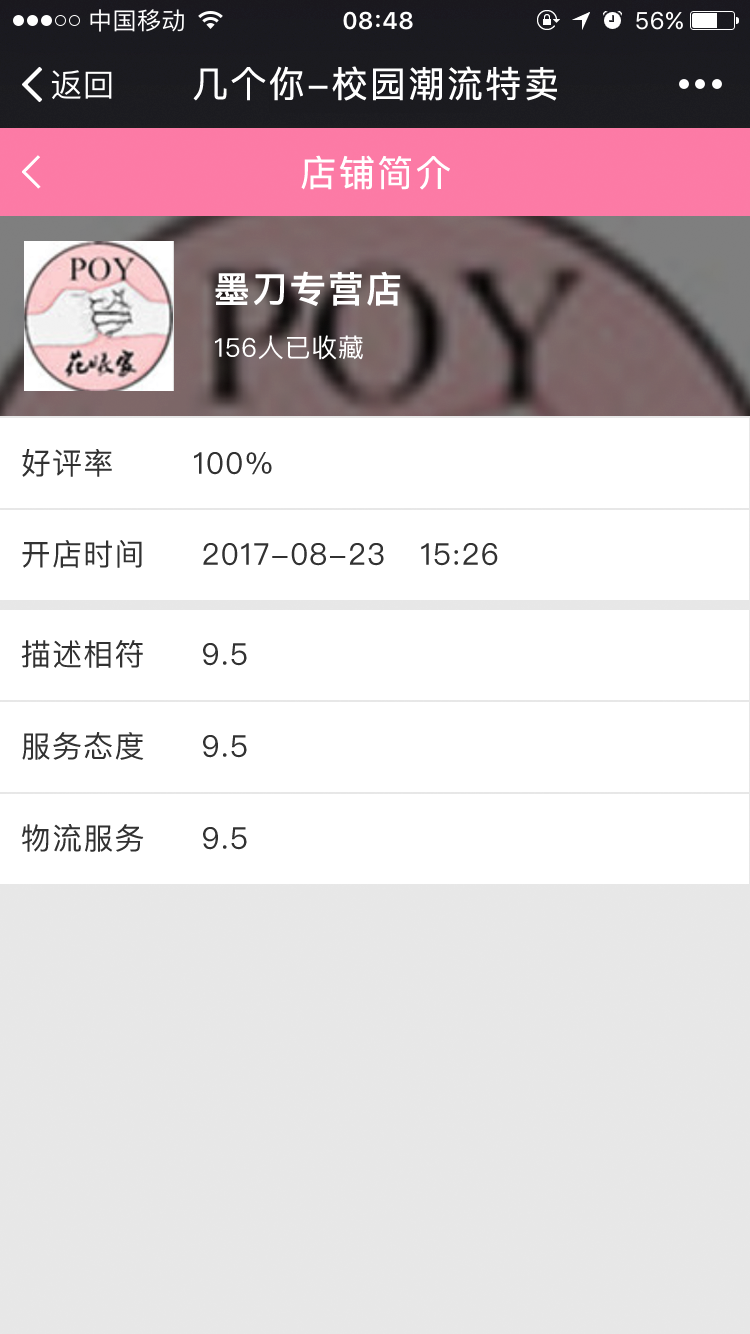 中国移动 08:48 56%
返回 几个你-校园潮流特卖
店铺简介
POY
墨刀专营店
156人已收藏
POY
好评率 100%
开店时间 2017-08-23 15:26
描述相符 9.5
服务态度 9.5
物流服务 9.5